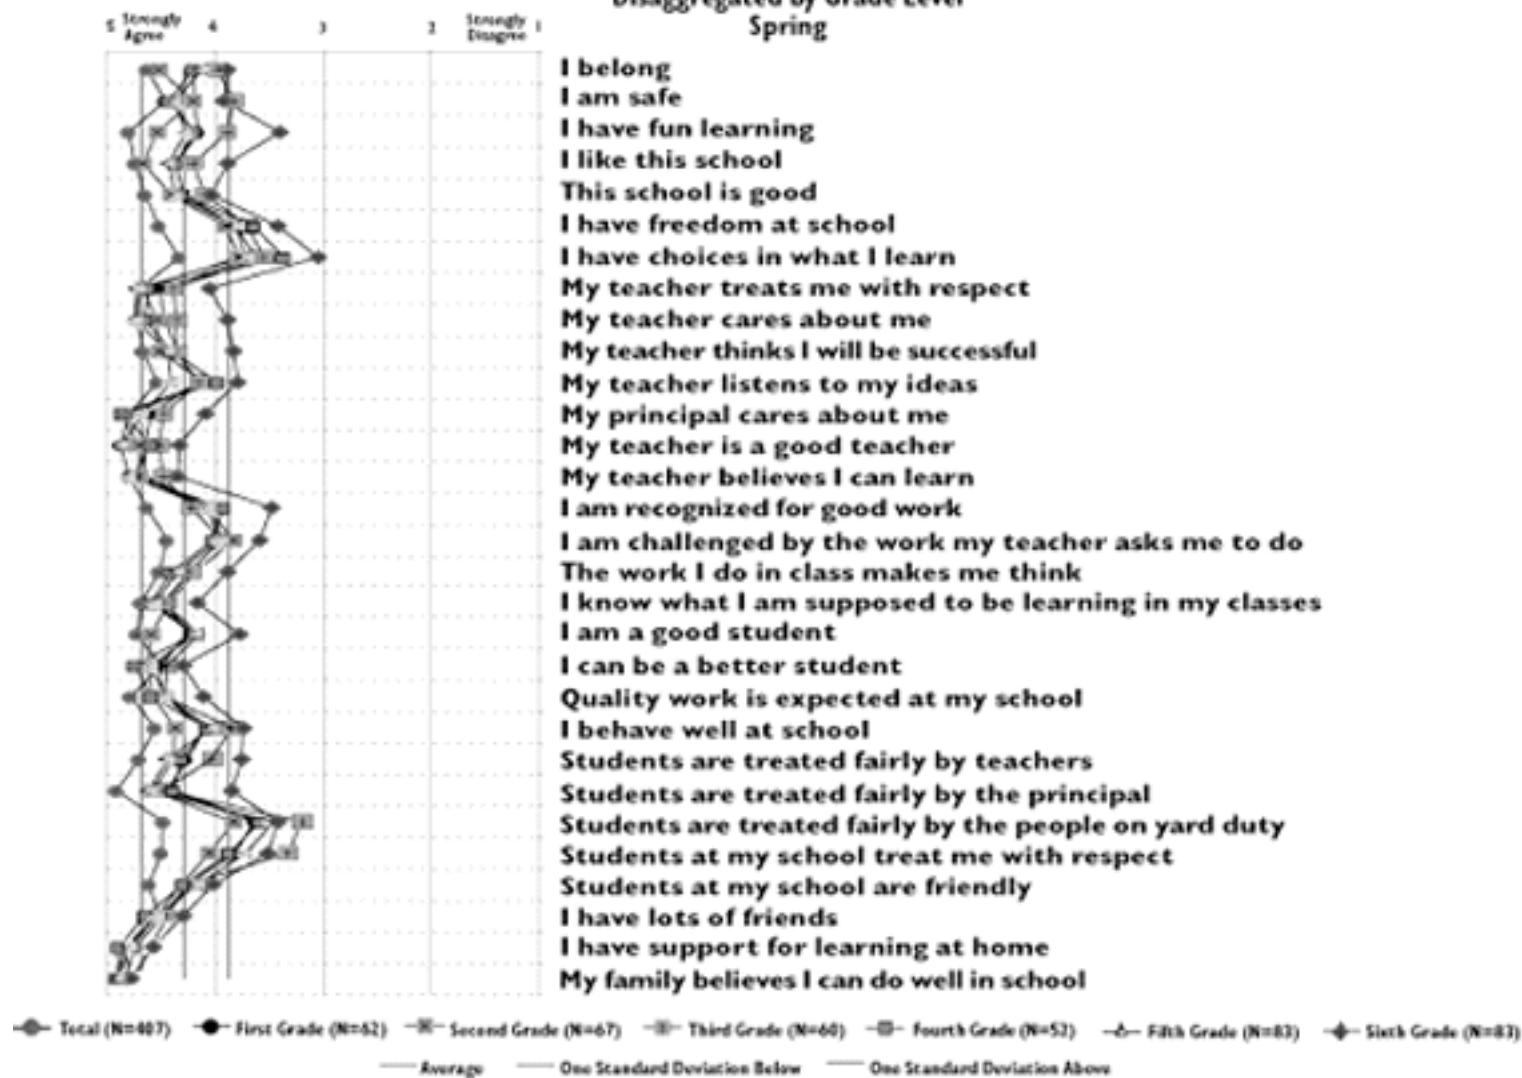 Disaggregated by Grade Level
Spring
5 Strongly Agree 4 3 2 Strongly Disagree 1
I belong
I am safe
I have fun learning
I like this school
This school is good
I have freedom at school
I have choices in what I learn
My teacher treats me with respect
My teacher cares about me
My teacher thinks I will be successful
My teacher listens to my ideas
My principal cares about me
My teacher is a good teacher
My teacher believes I can learn
I am recognized for good work
I am challenged by the work my teacher asks me to do
The work I do in class makes me think
I know what I am supposed to be learning in my classes
I am a good student
I can be a better student
Quality work is expected at my school
I behave well at school
Students are treated fairly by teachers
Students are treated fairly by the principal
Students are treated fairly by the people on yard duty
Students at my school treat me with respect
Students at my school are friendly
I have lots of friends
I have support for learning at home
My family believes I can do well in school
Total (N=407) First Grade (N=62) Second Grade (N=67) Third Grade (N=60) Fourth Grade (N=52) Fifth Grade (N=83) Sixth Grade (N=83)
Average One Standard Deviation Below One Standard Deviation Above